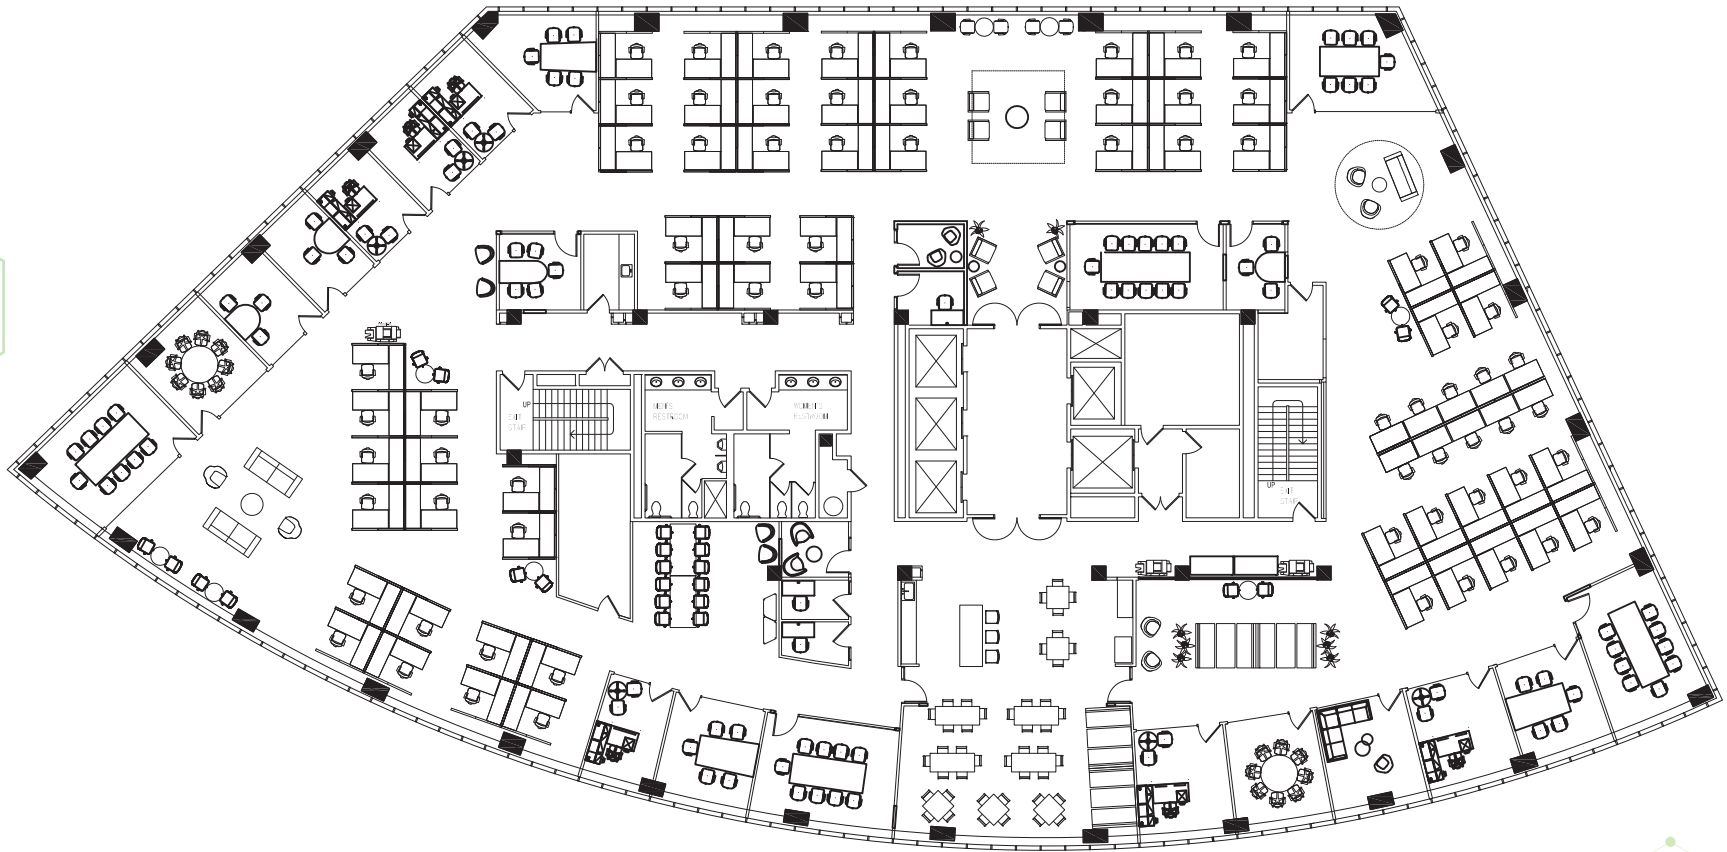 UP
EXIT
STAIR
MEN'S
RESTROOM
WOMEN'S
RESTROOM
UP
EXIT
STAIR